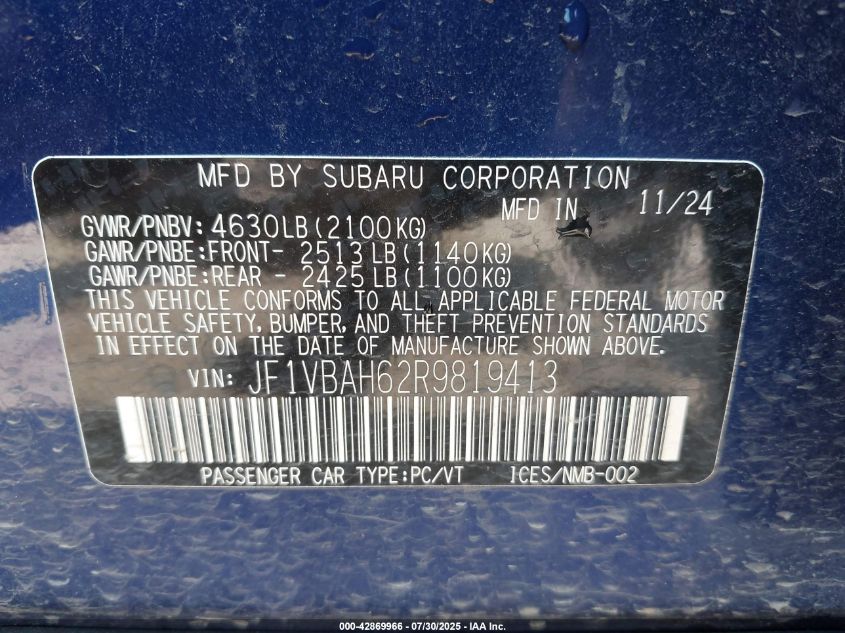 MFD BY SUBARU CORPORATION
MFD IN 11/24
GVWR/PNBV: 4630LB(2100KG)
GAWR/PNBE:FRONT- 2513LB(1140KG)
GAWR/PNBE:REAR - 2425LB(1100KG)
THIS VEHICLE CONFORMS TO ALL APPLICABLE FEDERAL MOTOR
VEHICLE SAFETY, BUMPER, AND THEFT PREVENTION STANDARDS
IN EFFECT ON THE DATE OF MANUFACTURE SHOWN ABOVE.
VIN: JF1VBAH62R9819413
PASSENGER CAR TYPE:PC/VT ICES/NMB-002
000-42869966 - 07/30/2025 - IAA Inc.